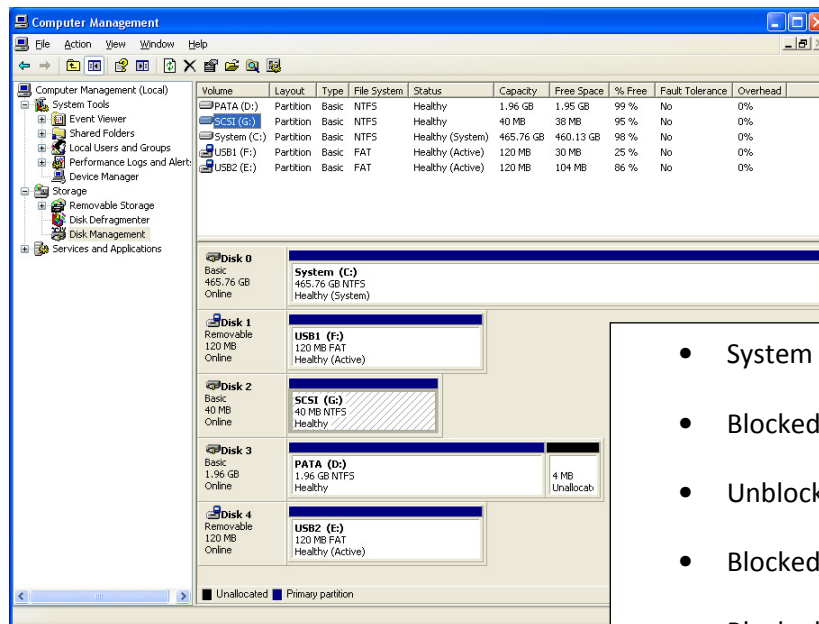 Computer Management
File Action View Window Help
Computer Management (Local)
System Tools
Event Viewer
Shared Folders
Local Users and Groups
Performance Logs and Alert
Device Manager
Storage
Removable Storage
Disk Defragmenter
Disk Management
Services and Applications
Volume Layout Type File System Status Capacity Free Space % Free Fault Tolerance Overhead
PATA (D:) Partition Basic NTFS Healthy 1.96 GB 1.95 GB 99 % No 0%
SCSI (G:) Partition Basic NTFS Healthy 40 MB 38 MB 95 % No 0%
System (C:) Partition Basic NTFS Healthy (System) 465.76 GB 460.13 GB 98 % No 0%
USB1 (F:) Partition Basic FAT Healthy (Active) 120 MB 30 MB 25 % No 0%
USB2 (E:) Partition Basic FAT Healthy (Active) 120 MB 104 MB 86 % No 0%
Disk 0
Basic
465.76 GB
Online
System (C:)
465.76 GB NTFS
Healthy (System)
Disk 1
Removable
120 MB
Online
USB1 (F:)
120 MB FAT
Healthy (Active)
Disk 2
Basic
40 MB
Online
SCSI (G:)
40 MB NTFS
Healthy
Disk 3
Basic
1.96 GB
Online
PATA (D:)
1.96 GB NTFS
Healthy
4 MB
Unallocat
Disk 4
Removable
120 MB
Online
USB2 (E:)
120 MB FAT
Healthy (Active)
Unallocated Primary partition
• System
• Blocked
• Unblock
• Blocked